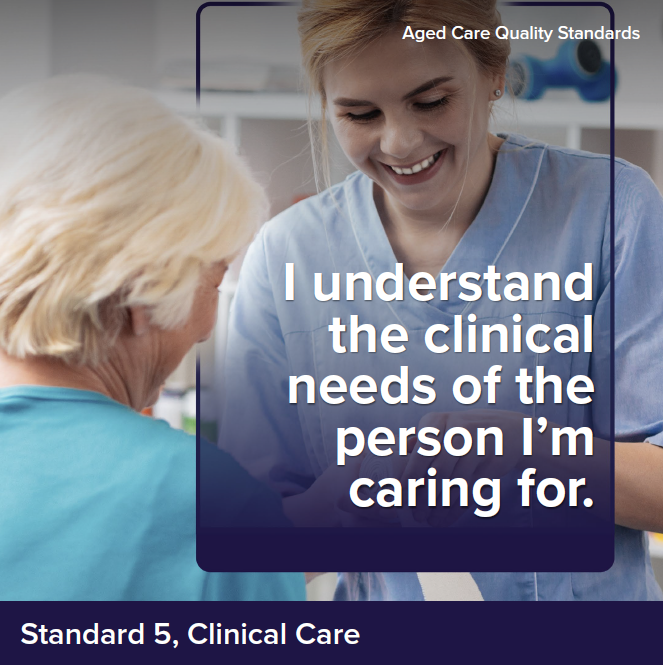 Aged Care Quality Standards
I understand
the clinical
needs of the
person I’m
caring for.
Standard 5, Clinical Care